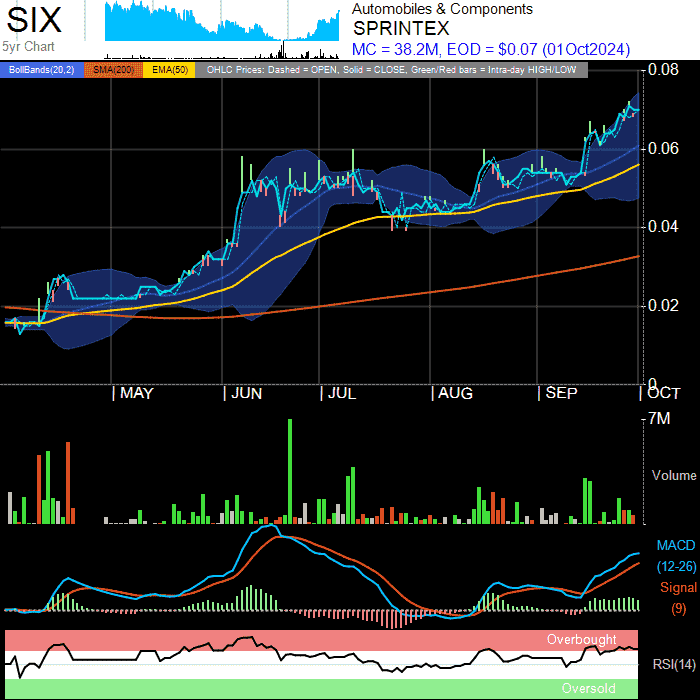 SIX
5yr Chart
Automobiles & Components
SPRINTEX
MC = 38.2M, EOD = $0.07 (01Oct2024)
BollBands(20,2) SMA(200) EMA(50) OHLC Prices: Dashed = OPEN, Solid = CLOSE, Green/Red bars = Intra-day HIGH/LOW
0.08
0.06
0.04
0.02
0
MAY JUN JUL AUG SEP OCT
7M
Volume
MACD
(12-26)
Signal
(9)
Overbought
RSI(14)
Oversold